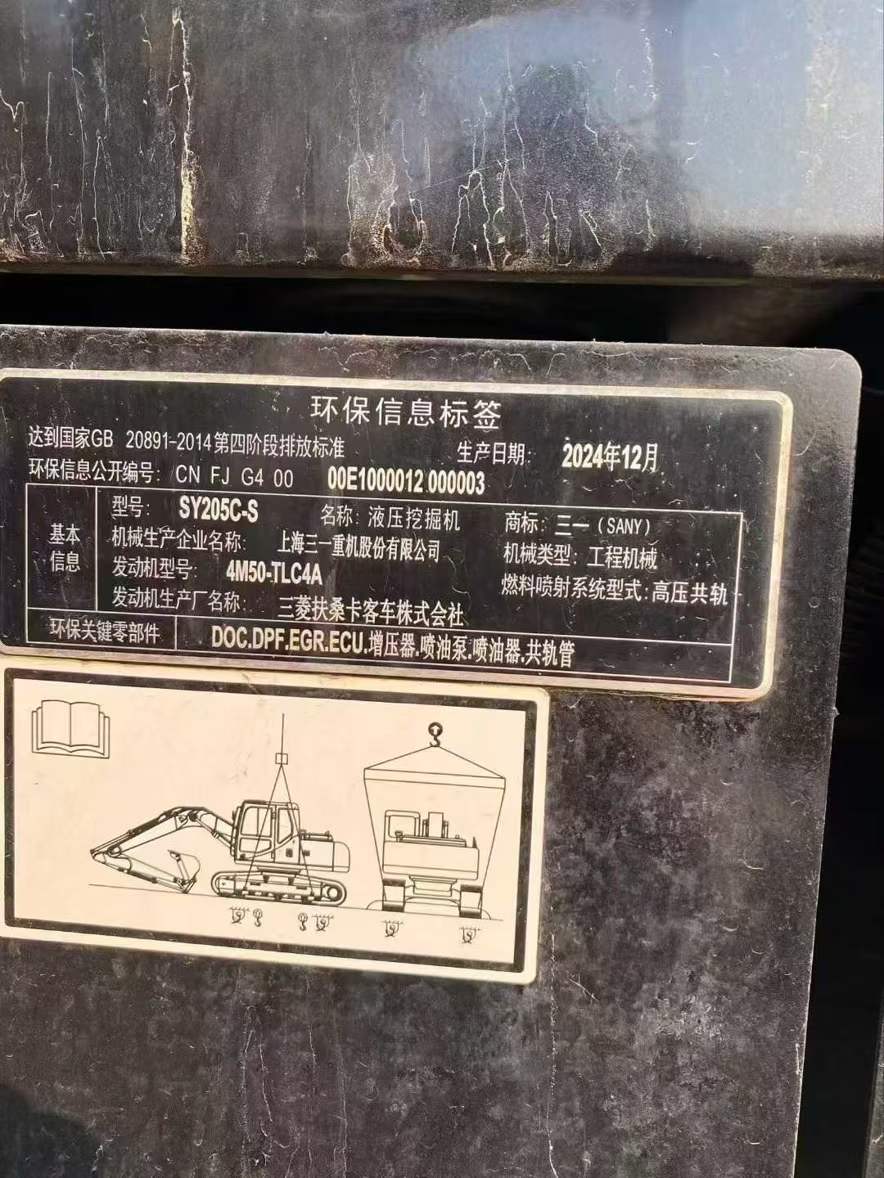 环保信息标签
达到国家GB 20891-2014第四阶段排放标准 生产日期: 2024年12月
环保信息公开编号: CN FJ G4 00 00E1000012 000003
基本信息
型号: SY205C-S 名称: 液压挖掘机 商标: 三一(SANY)
机械生产企业名称: 上海三一重机股份有限公司 机械类型: 工程机械
发动机型号: 4M50-TLC4A 燃料喷射系统型式: 高压共轨
发动机生产厂名称: 三菱扶桑卡客车株式会社
环保关键零部件 DOC.DPF.EGR.ECU.增压器.喷油泵.喷油器.共轨管